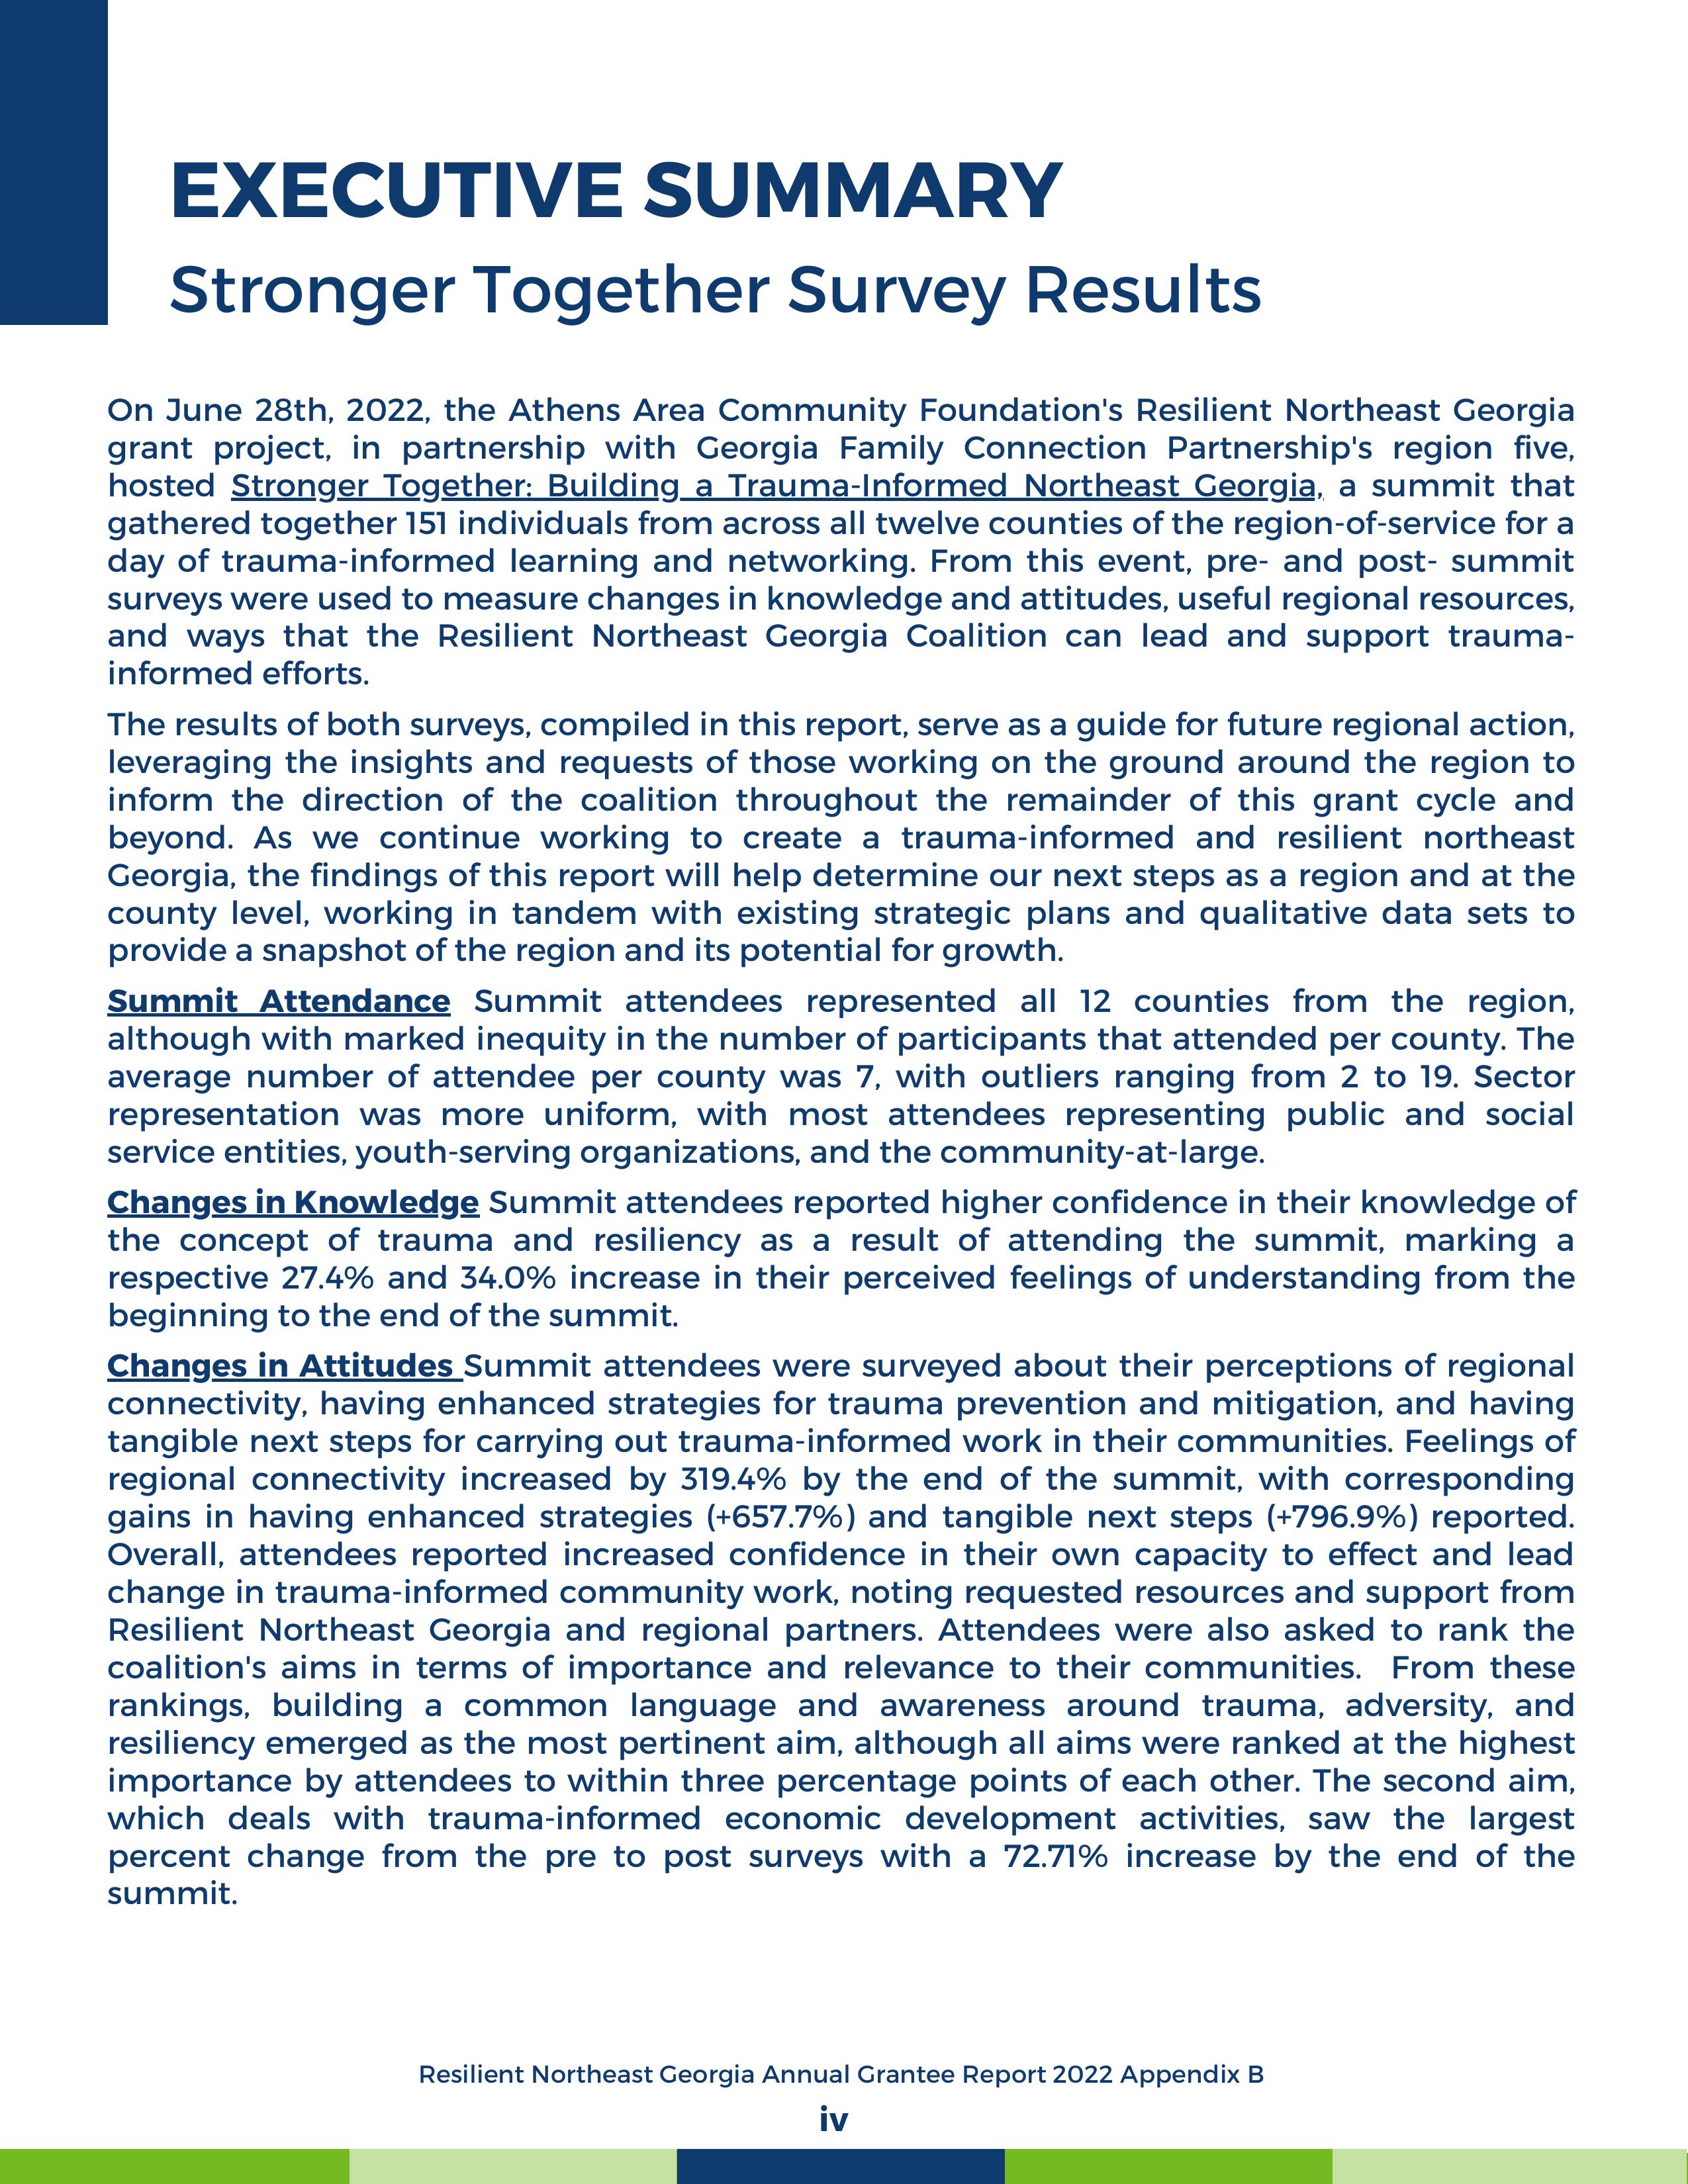 EXECUTIVE SUMMARY
Stronger Together Survey Results
On June 28th, 2022, the Athens Area Community Foundation's Resilient Northeast Georgia
grant project, in partnership with Georgia Family Connection Partnership's region five,
hosted Stronger Together: Building a Trauma-Informed Northeast Georgia, a summit that
gathered together 151 individuals from across all twelve counties of the region-of-service for a
day of trauma-informed learning and networking. From this event, pre- and post- summit
surveys were used to measure changes in knowledge and attitudes, useful regional resources,
and ways that the Resilient Northeast Georgia Coalition can lead and support trauma-
informed efforts.
The results of both surveys, compiled in this report, serve as a guide for future regional action,
leveraging the insights and requests of those working on the ground around the region to
inform the direction of the coalition throughout the remainder of this grant cycle and
beyond. As we continue working to create a trauma-informed and resilient northeast
Georgia, the findings of this report will help determine our next steps as a region and at the
county level, working in tandem with existing strategic plans and qualitative data sets to
provide a snapshot of the region and its potential for growth.
Summit Attendance Summit attendees represented all 12 counties from the region,
although with marked inequity in the number of participants that attended per county. The
average number of attendee per county was 7, with outliers ranging from 2 to 19. Sector
representation was more uniform, with most attendees representing public and social
service entities, youth-serving organizations, and the community-at-large.
Changes in Knowledge Summit attendees reported higher confidence in their knowledge of
the concept of trauma and resiliency as a result of attending the summit, marking a
respective 27.4% and 34.0% increase in their perceived feelings of understanding from the
beginning to the end of the summit.
Changes in Attitudes Summit attendees were surveyed about their perceptions of regional
connectivity, having enhanced strategies for trauma prevention and mitigation, and having
tangible next steps for carrying out trauma-informed work in their communities. Feelings of
regional connectivity increased by 319.4% by the end of the summit, with corresponding
gains in having enhanced strategies (+657.7%) and tangible next steps (+796.9%) reported.
Overall, attendees reported increased confidence in their own capacity to effect and lead
change in trauma-informed community work, noting requested resources and support from
Resilient Northeast Georgia and regional partners. Attendees were also asked to rank the
coalition's aims in terms of importance and relevance to their communities. From these
rankings, building a common language and awareness around trauma, adversity, and
resiliency emerged as the most pertinent aim, although all aims were ranked at the highest
importance by attendees to within three percentage points of each other. The second aim,
which deals with trauma-informed economic development activities, saw the largest
percent change from the pre to post surveys with a 72.71% increase by the end of the
summit.
Resilient Northeast Georgia Annual Grantee Report 2022 Appendix B
iv